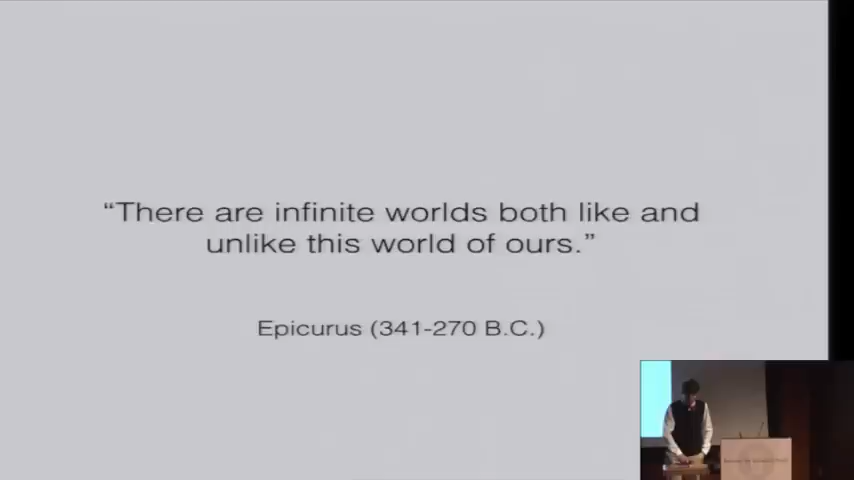 “There are infinite worlds both like and
unlike this world of ours.”
Epicurus (341-270 B.C.)